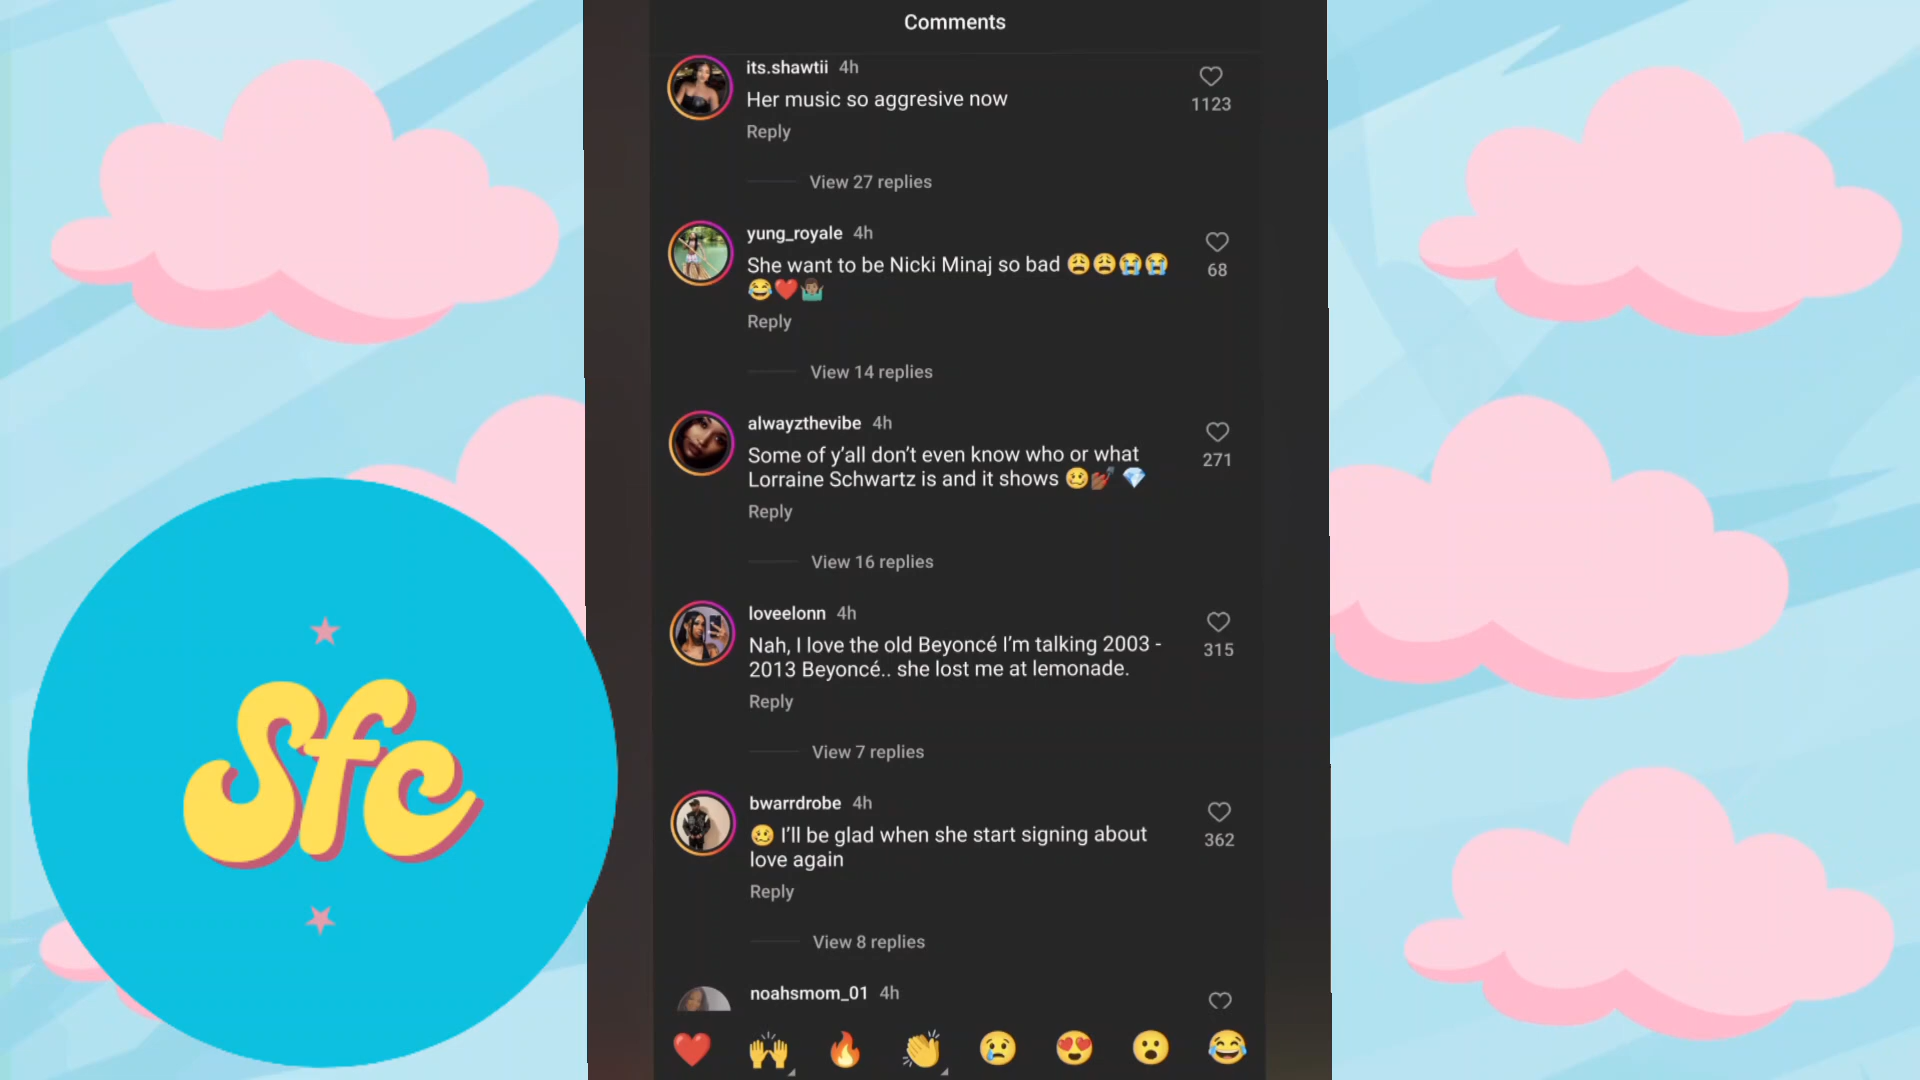 Comments
its.shawtii 4h
Her music so aggresive now
1123
Reply
View 27 replies
yung_royale 4h
She want to be Nicki Minaj so bad 😩😩😭😭
😂❤️🤷🏽‍♂️
68
Reply
View 14 replies
alwayzthevibe 4h
Some of y'all don't even know who or what
Lorraine Schwartz is and it shows 🥴💅🏾 💎
271
Reply
View 16 replies
loveelonn 4h
Nah, I love the old Beyoncé I'm talking 2003 -
2013 Beyoncé.. she lost me at lemonade.
315
Reply
View 7 replies
bwarrdrobe 4h
🥴 I'll be glad when she start signing about
love again
362
Reply
View 8 replies
noahsmom_01 4h
Sfc